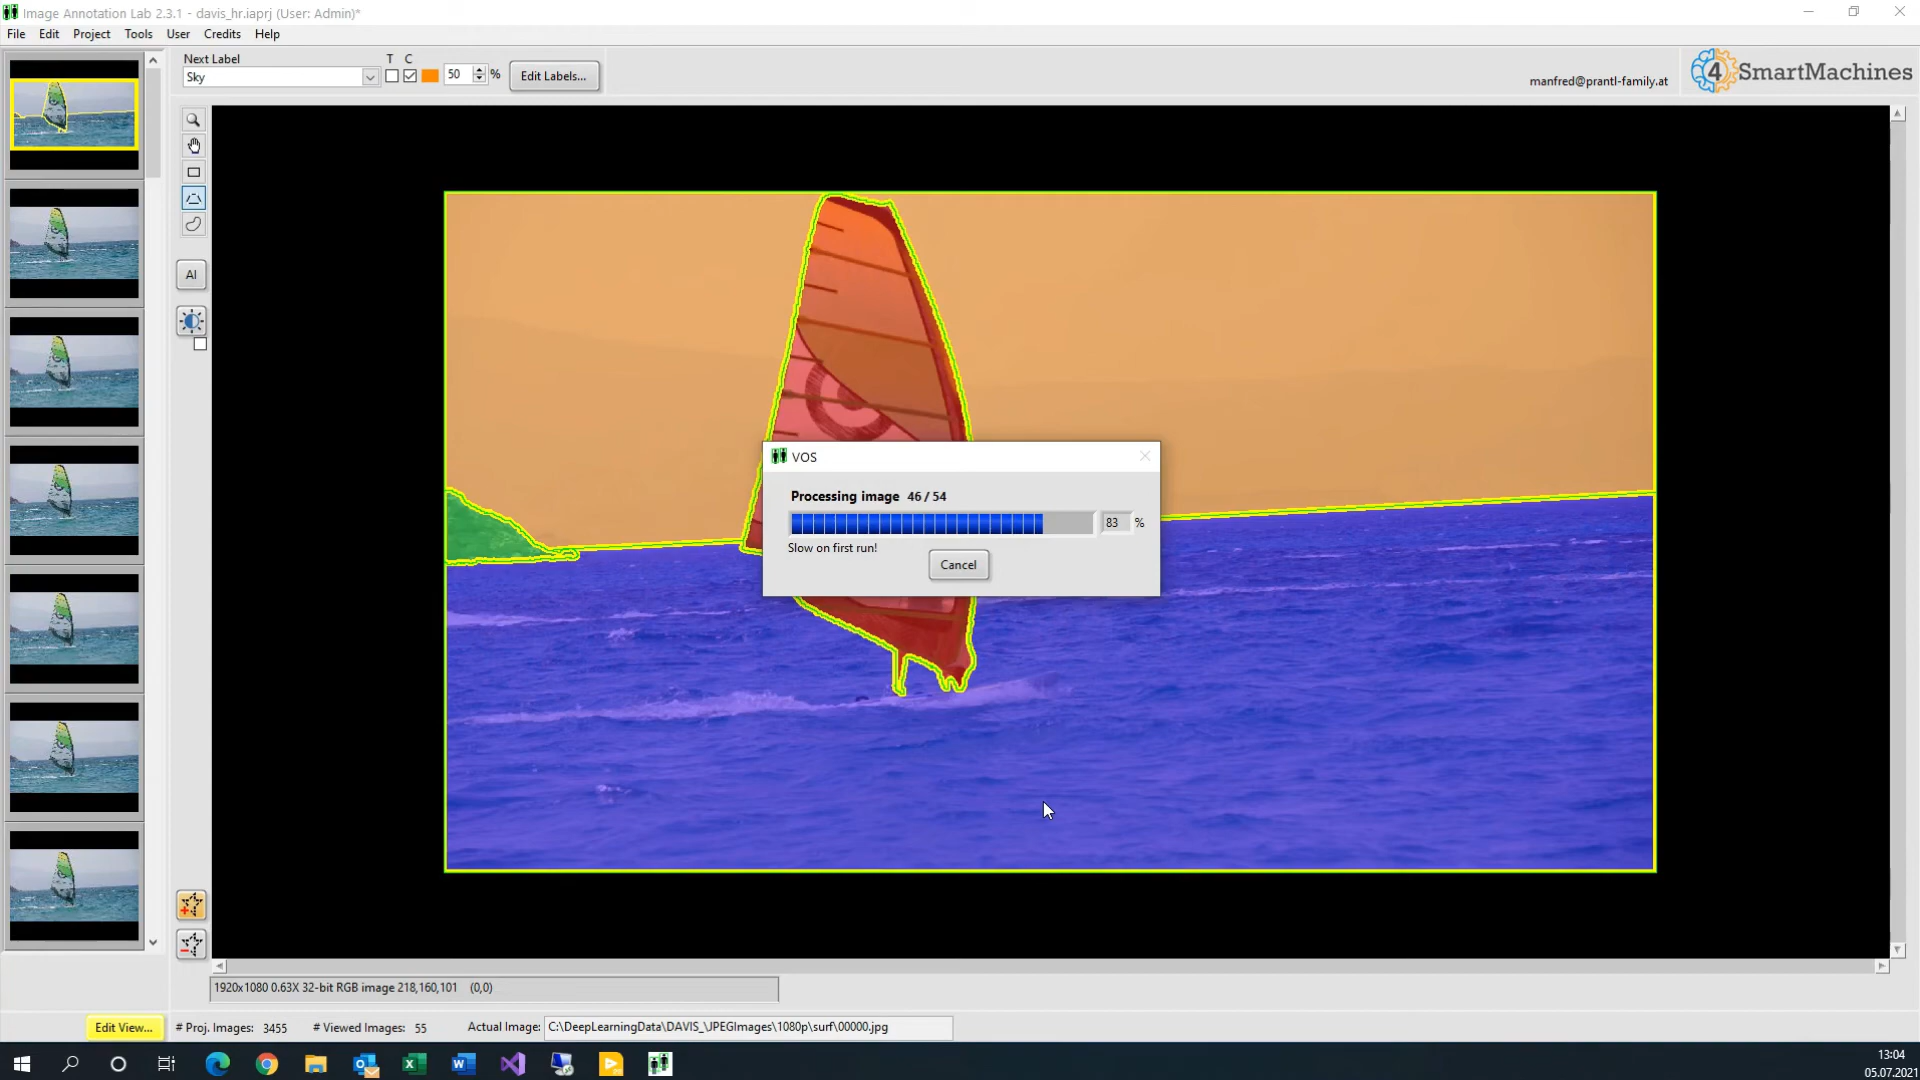 Image Annotation Lab 2.3.1 - davis_hr.iaprj (User: Admin)*
File Edit Project Tools User Credits Help
Next Label T C
Sky 50 % Edit Labels...
manfred@prantl-family.at 4SmartMachines
AI
VOS
Processing image 46 / 54
83 %
Slow on first run!
Cancel
1920x1080 0.63X 32-bit RGB image 218,160,101 (0,0)
Edit View... # Proj. Images: 3455 # Viewed Images: 55 Actual Image: C:\DeepLearningData\DAVIS_\JPEGImages\1080p\surf\00000.jpg
13:04
05.07.2021